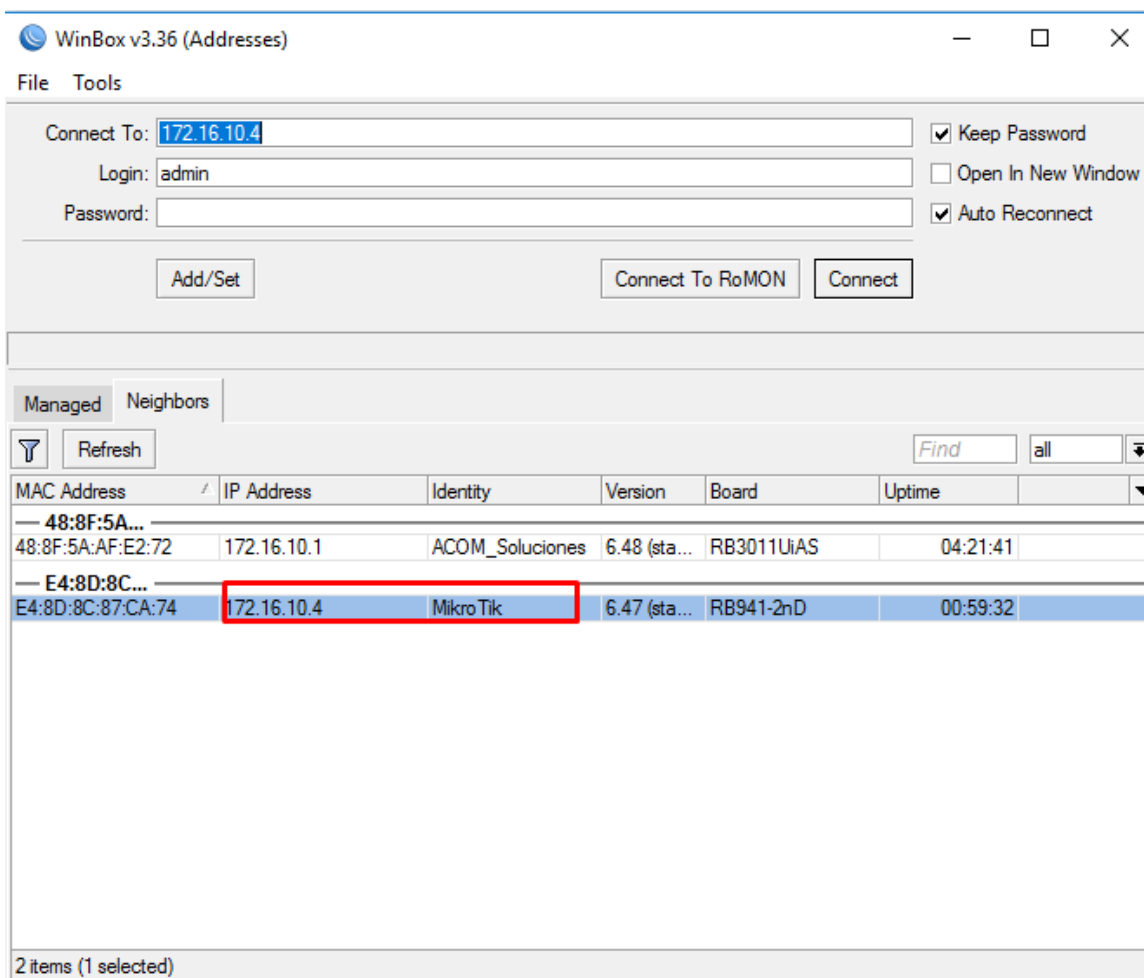 WinBox v3.36 (Addresses)
File Tools
Connect To: 172.16.10.4 Keep Password
Login: admin Open In New Window
Password: Auto Reconnect
Add/Set Connect To RoMON Connect
Managed Neighbors
Refresh Find all
MAC Address IP Address Identity Version Board Uptime
48:8F:5A...
48:8F:5A:AF:E2:72 172.16.10.1 ACOM_Soluciones 6.48 (sta... RB3011UiAS 04:21:41
E4:8D:8C...
E4:8D:8C:87:CA:74 172.16.10.4 MikroTik 6.47 (sta... RB941-2nD 00:59:32
2 items (1 selected)